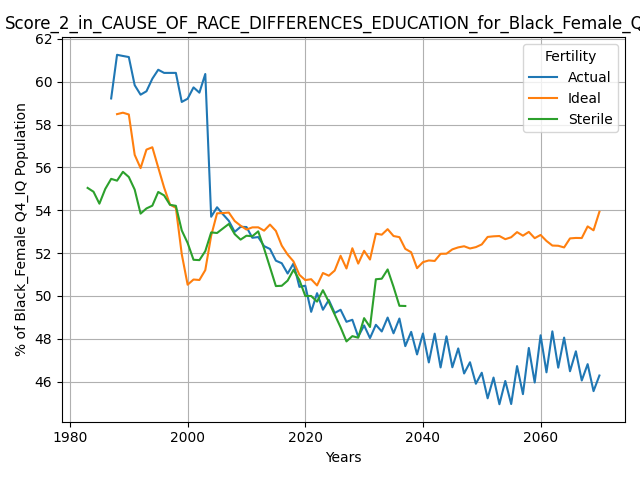 Score_2_in_CAUSE_OF_RACE_DIFFERENCES_EDUCATION_for_Black_Female_Q
% of Black_Female Q4_IQ Population
62
60
58
56
54
52
50
48
46
Fertility
Actual
Ideal
Sterile
1980
2000
2020
2040
2060
Years